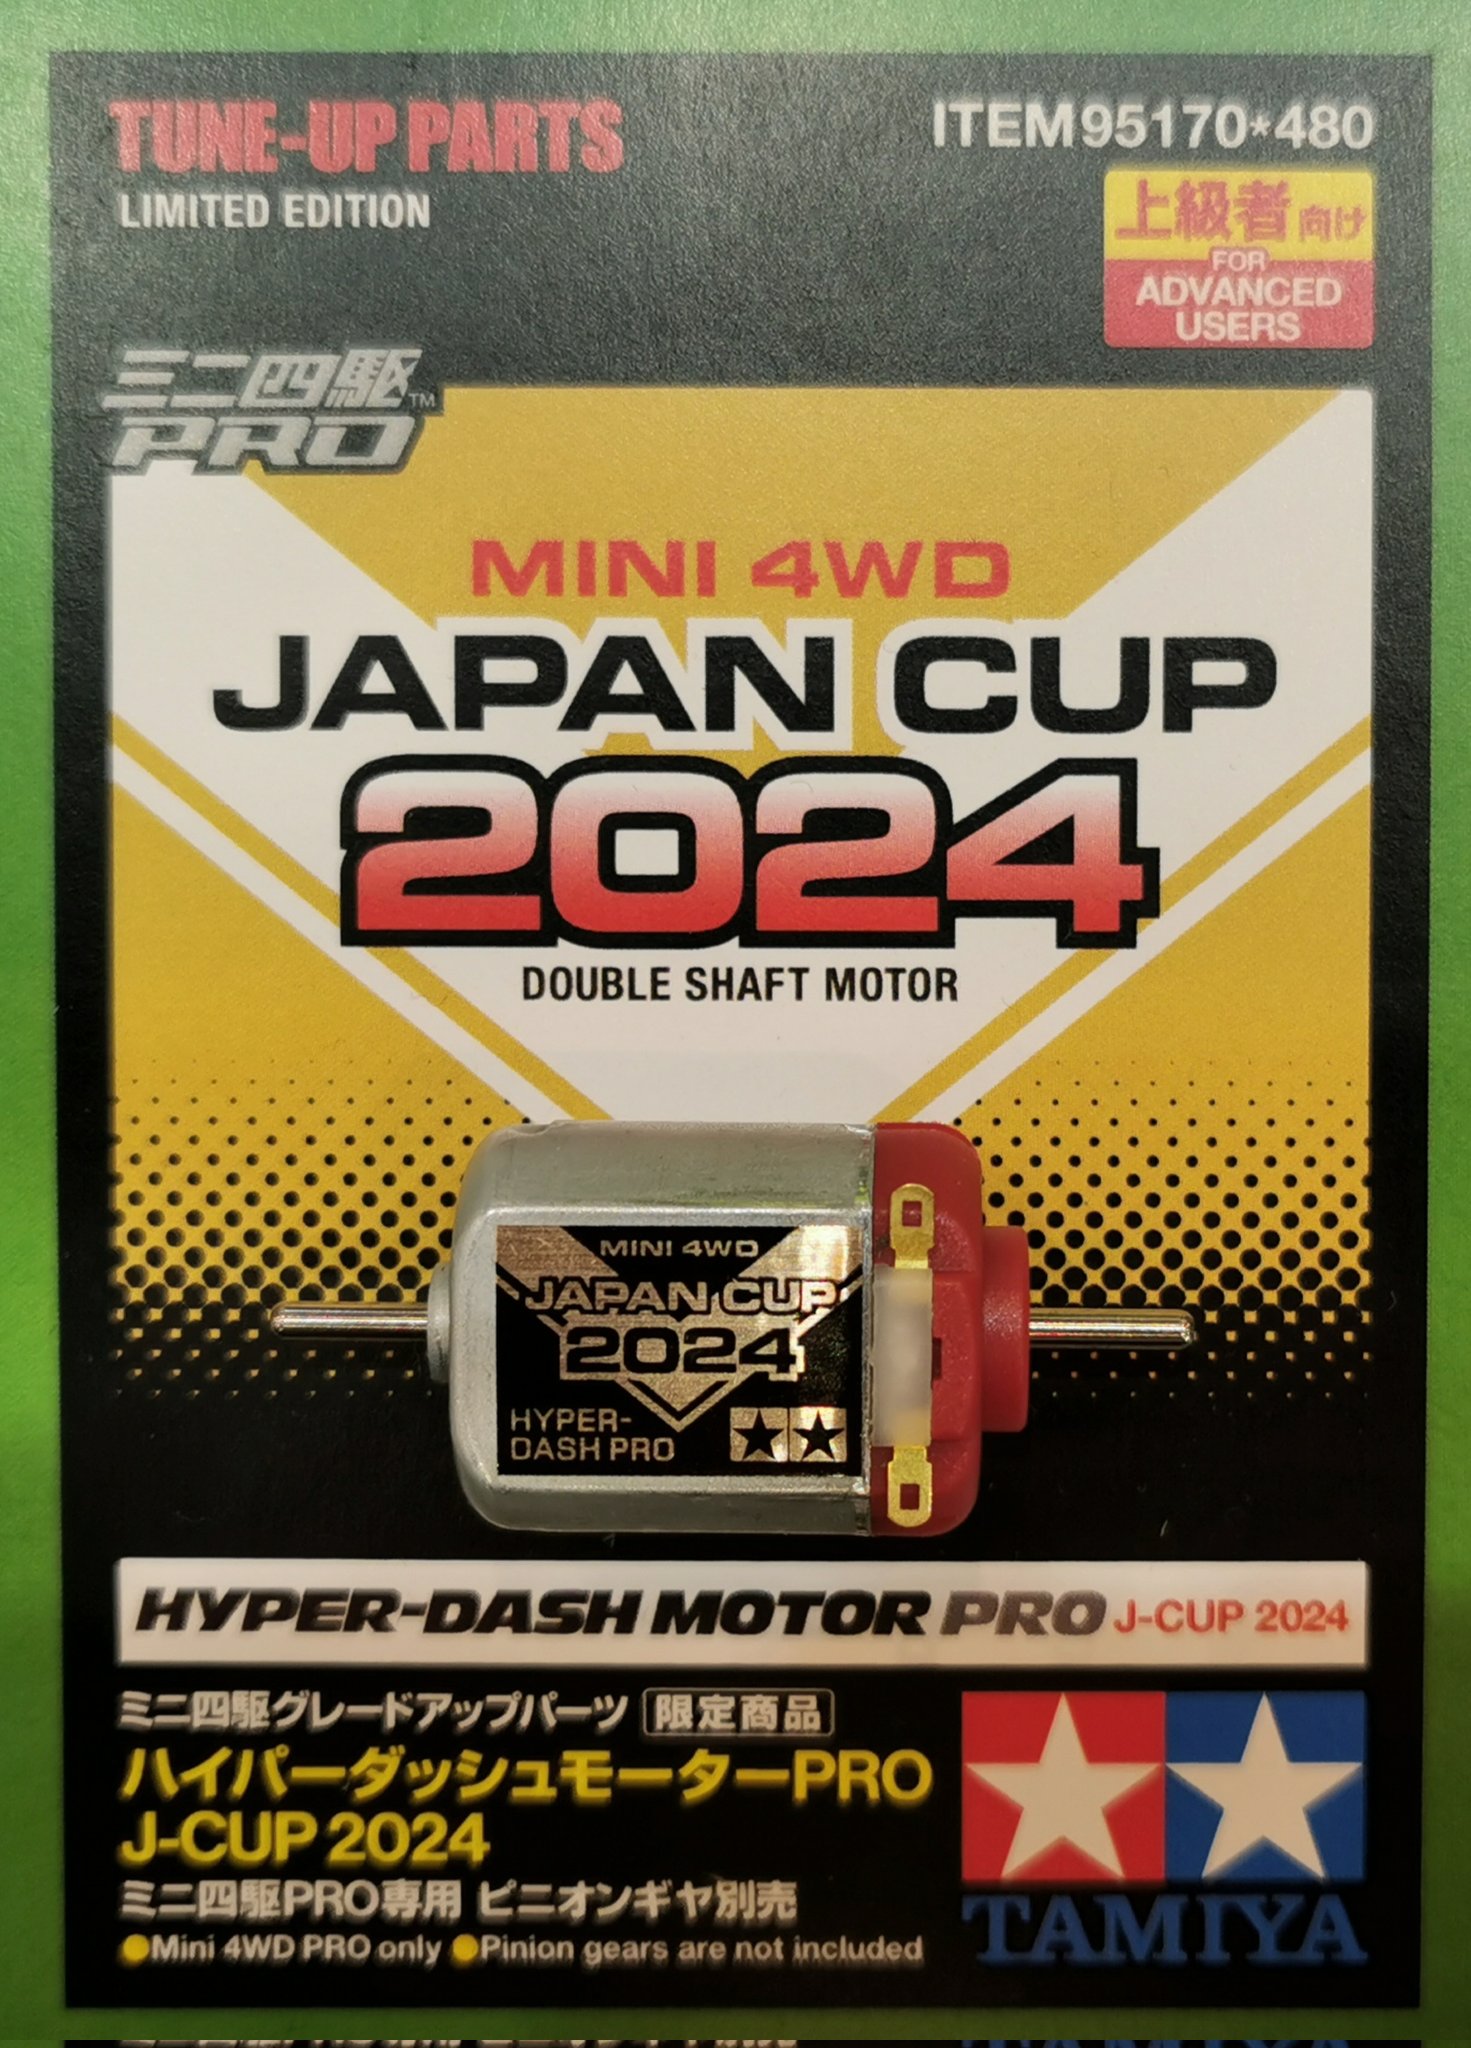 TUNE-UP PARTS
LIMITED EDITION
ITEM 95170*480
上級者向け
FOR
ADVANCED
USERS
ミニ四駆™
PRO
MINI 4WD
JAPAN CUP
2024
DOUBLE SHAFT MOTOR
MINI 4WD
JAPAN CUP
2024
HYPER-
DASH PRO
HYPER-DASH MOTOR PRO J-CUP 2024
ミニ四駆グレードアップパーツ 限定商品
ハイパーダッシュモーターPRO
J-CUP 2024
ミニ四駆PRO専用 ピニオンギヤ別売
●Mini 4WD PRO only ●Pinion gears are not included
TAMIYA